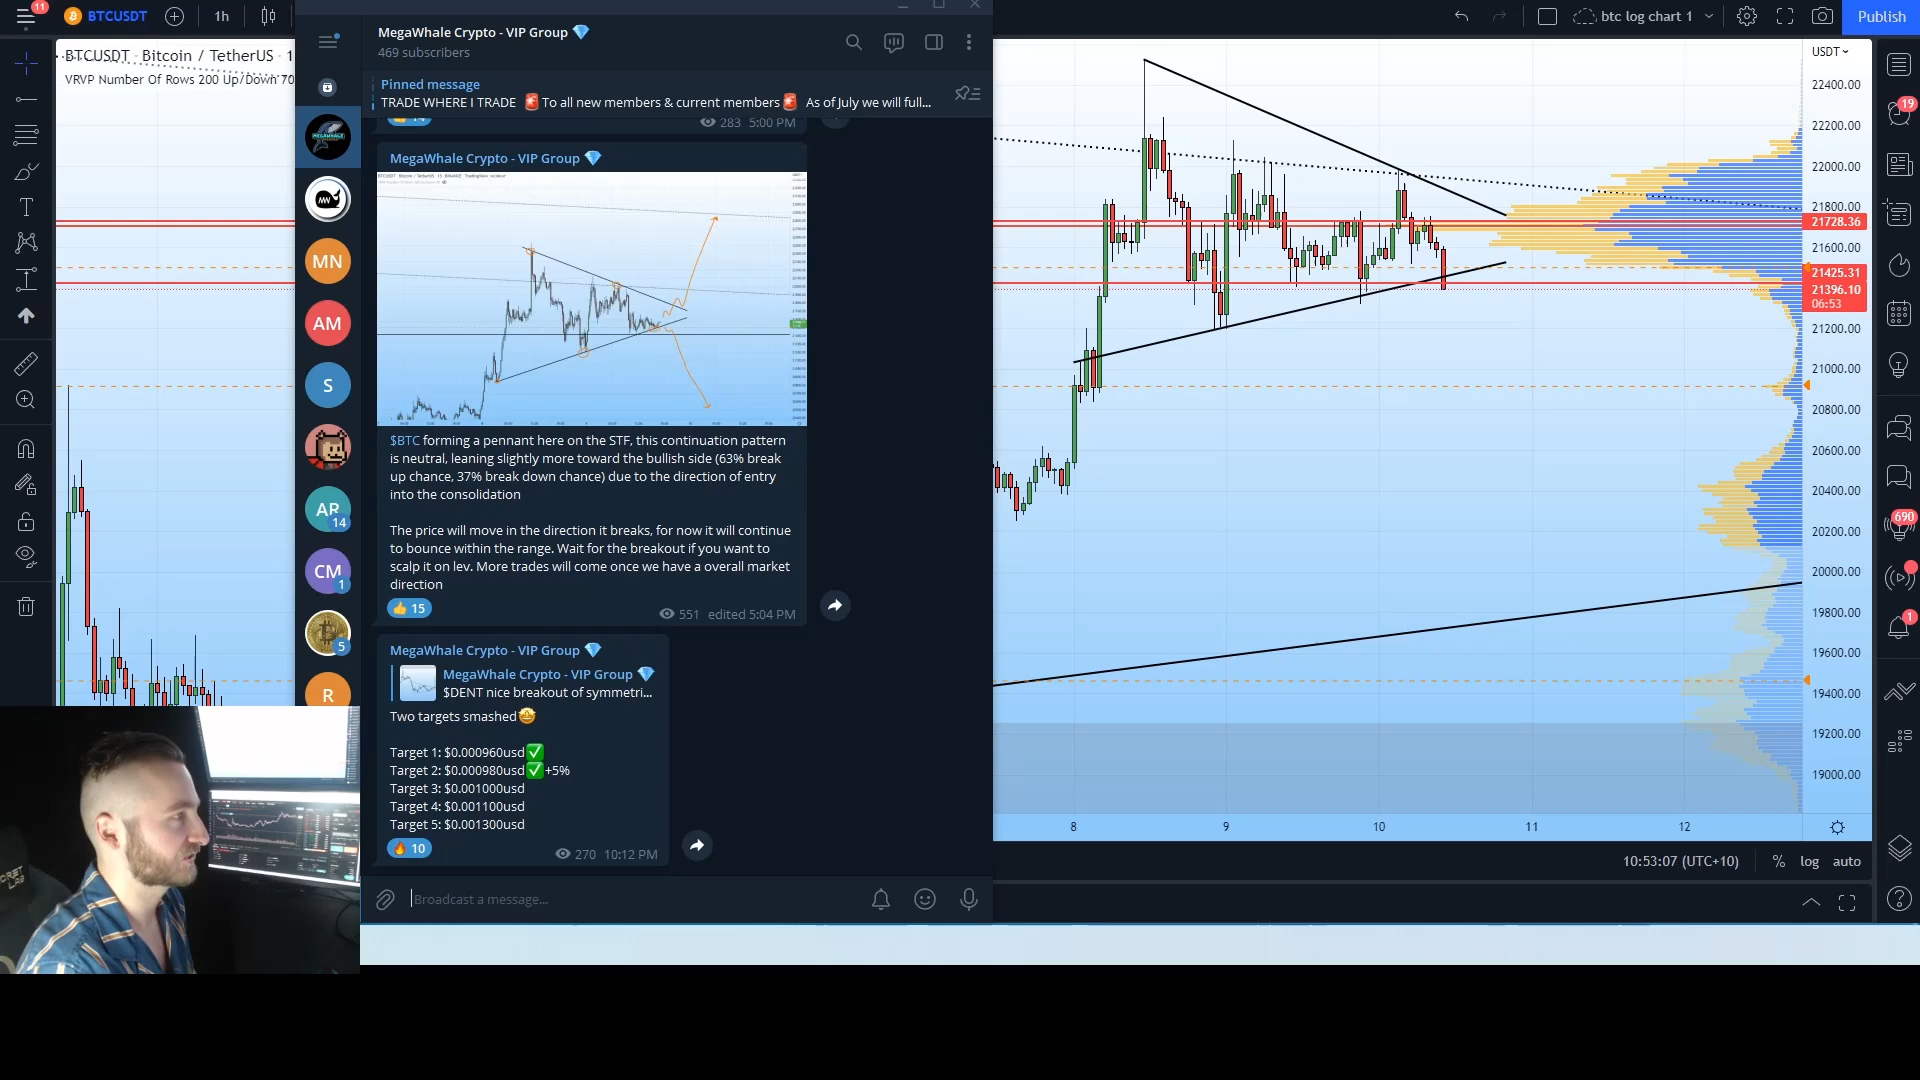 11
BTCUSDT
1h
MegaWhale Crypto - VIP Group 💎
469 subscribers
btc log chart 1
Publish
BTCUSDT · Bitcoin / TetherUS · 1
VRVP Number Of Rows 200 Up/Down 70
Pinned message
TRADE WHERE I TRADE 🚨To all new members & current members🚨 As of July we will full...
👍 14
283 5:00 PM
MegaWhale Crypto - VIP Group 💎
$BTC forming a pennant here on the STF, this continuation pattern
is neutral, leaning slightly more toward the bullish side (63% break
up chance, 37% break down chance) due to the direction of entry
into the consolidation
The price will move in the direction it breaks, for now it will continue
to bounce within the range. Wait for the breakout if you want to
scalp it on lev. More trades will come once we have a overall market
direction
👍 15
551 edited 5:04 PM
MegaWhale Crypto - VIP Group 💎
MegaWhale Crypto - VIP Group 💎
$DENT nice breakout of symmetri...
Two targets smashed🤩
Target 1: $0.000960usd✅
Target 2: $0.000980usd✅+5%
Target 3: $0.001000usd
Target 4: $0.001100usd
Target 5: $0.001300usd
🔥 10
270 10:12 PM
Broadcast a message...
MEGAWHALE
MW
MN
AM
S
AR
14
CM
1
5
R
USDT
22400.00
22200.00
22000.00
21800.00
21728.36
21600.00
21425.31
21396.10
06:53
21200.00
21000.00
20800.00
20600.00
20400.00
20200.00
20000.00
19800.00
19600.00
19400.00
19200.00
19000.00
8
9
10
11
12
10:53:07 (UTC+10)
%
log
auto
19
690
1